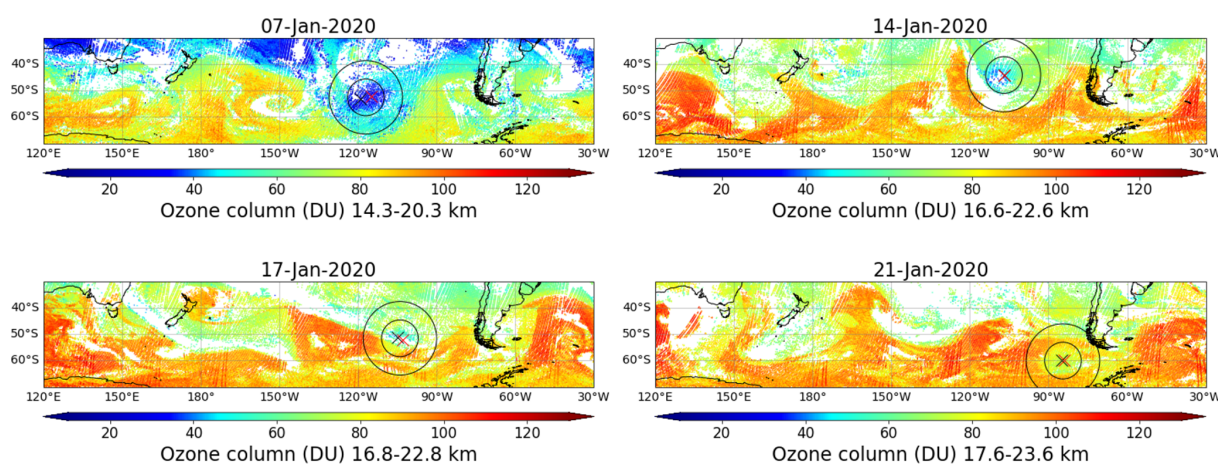 07-Jan-2020
14-Jan-2020
40°S
50°S
60°S
120°E 150°E 180° 150°W 120°W 90°W 60°W 30°W
40°S
50°S
60°S
120°E 150°E 180° 150°W 120°W 90°W 60°W 30°W
20 40 60 80 100 120
20 40 60 80 100 120
Ozone column (DU) 14.3-20.3 km
Ozone column (DU) 16.6-22.6 km
17-Jan-2020
21-Jan-2020
40°S
50°S
60°S
120°E 150°E 180° 150°W 120°W 90°W 60°W 30°W
40°S
50°S
60°S
120°E 150°E 180° 150°W 120°W 90°W 60°W 30°W
20 40 60 80 100 120
20 40 60 80 100 120
Ozone column (DU) 16.8-22.8 km
Ozone column (DU) 17.6-23.6 km